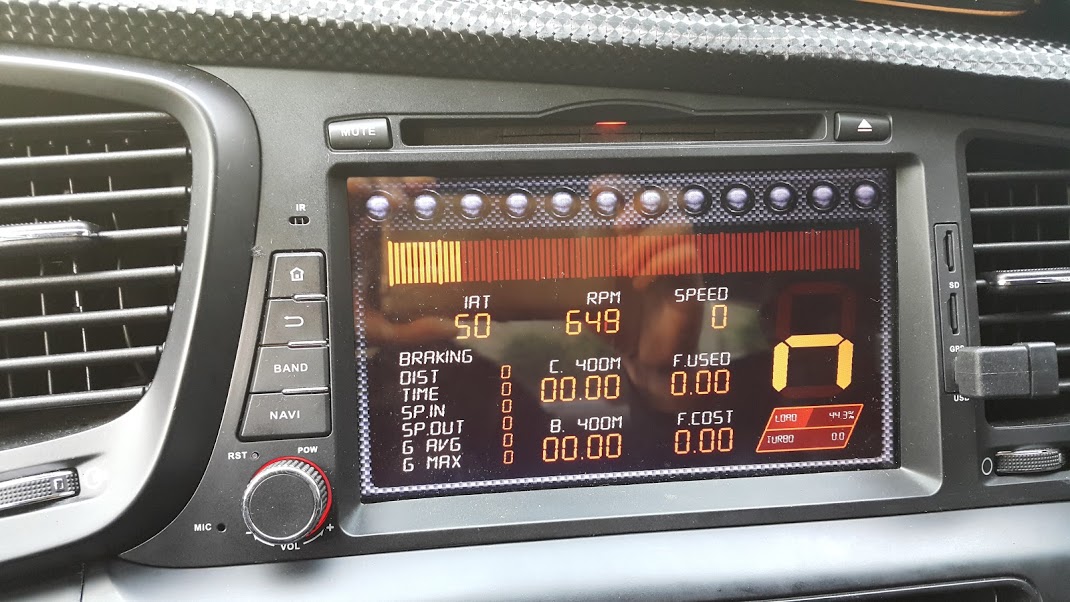 MUTE
IR
SD
GPS
USB
BAND
NAVI
RST
POW
MIC
- VOL +
IAT RPM SPEED
50 648 0
BRAKING
DIST 0
TIME 0
SP.IN 0
SP.OUT 0
G AVG 0
G MAX 0
C. 400M F.USED
00.00 0.00
B. 400M F.COST
00.00 0.00
n
LOAD 44.3%
TURBO 0.0